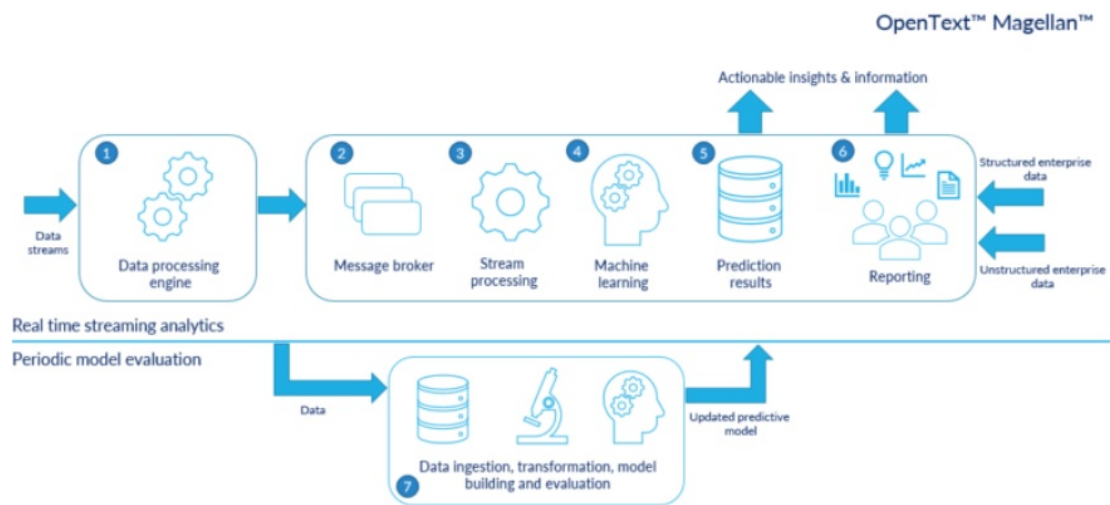 OpenText™ Magellan™
Actionable insights & information
1
2
3
4
5
6
Data
streams
Data processing
engine
Message broker
Stream
processing
Machine
learning
Prediction
results
Reporting
Structured enterprise
data
Unstructured enterprise
data
Real time streaming analytics
Periodic model evaluation
Data
Updated predictive
model
7
Data ingestion, transformation, model
building and evaluation